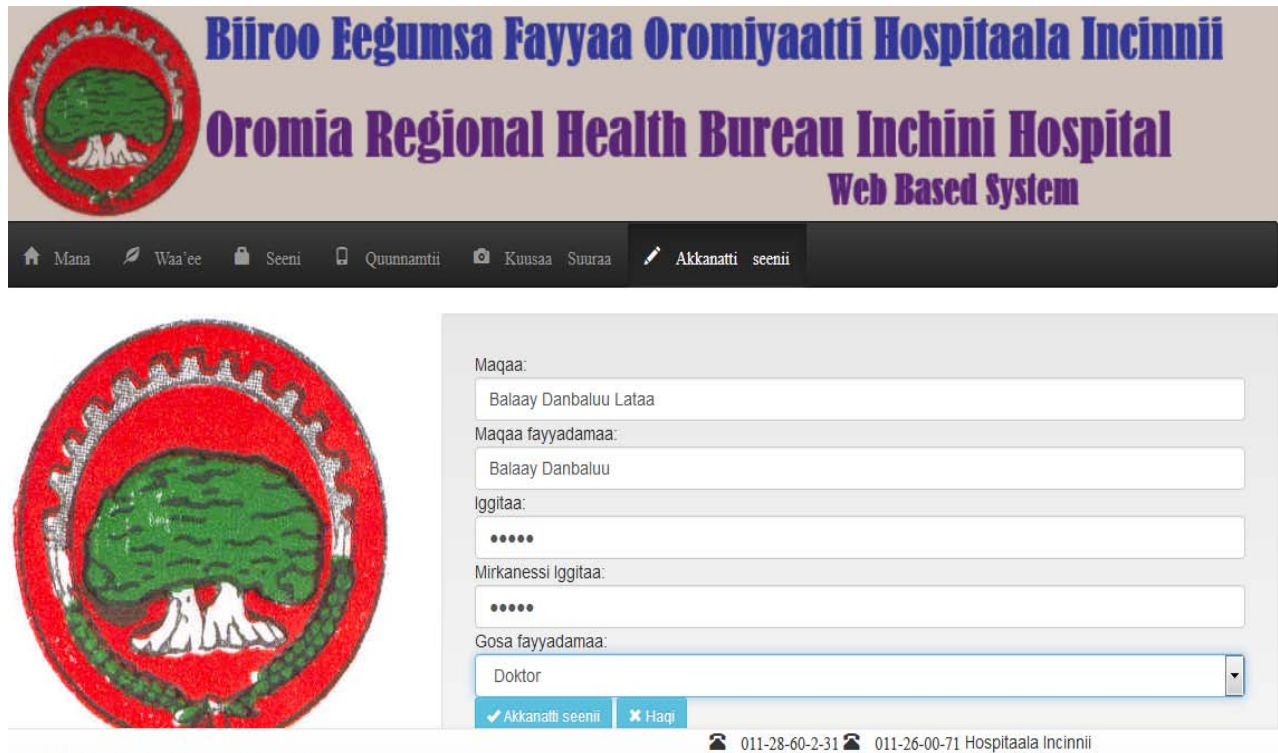 Biiroo Eegumsa Fayyaa Oromiyaatti Hospitaala Incinnii
Oromia Regional Health Bureau Inchini Hospital
Web Based System
Mana Waa'ee Seeni Quunnamtii Kuusaa Suuraa Akkanatti seenii
Maqaa:
Balaay Danbaluu Lataa
Maqaa fayyadamaa:
Balaay Danbaluu
Iggitaa:
•••••
Mirkanessi Iggitaa:
•••••
Gosa fayyadamaa:
Doktor
Akkanatti seenii Haqi
011-28-60-2-31 011-26-00-71 Hospitaala Incinnii